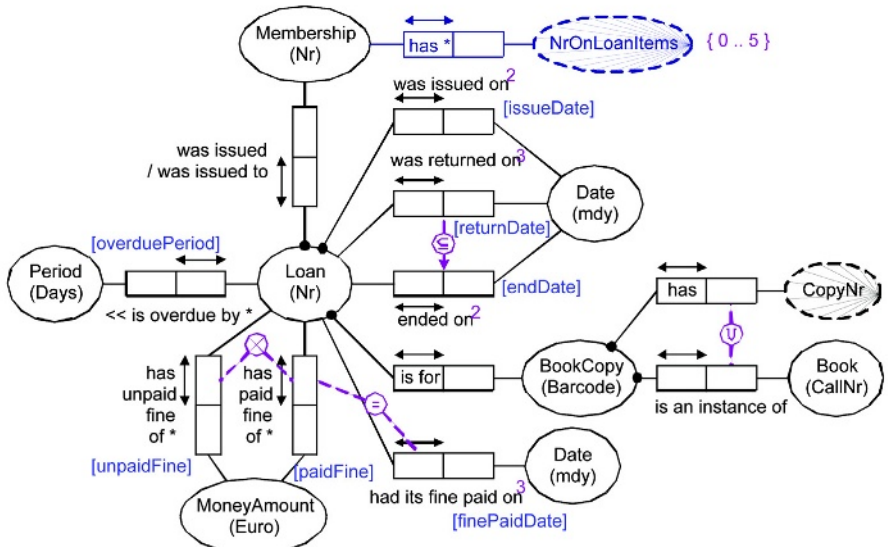 Membership
(Nr)
has *
NrOnLoanItems
{ 0 .. 5 }
was issued on 2
[issueDate]
was issued
/ was issued to
was returned on 3
Date
(mdy)
[returnDate]
[overduePeriod]
⊆
Period
(Days)
Loan
(Nr)
[endDate]
has
CopyNr
<< is overdue by *
ended on 2
has
unpaid
fine
of *
has
paid
fine
of *
is for
BookCopy
(Barcode)
U
Book
(CallNr)
is an instance of
=
[unpaidFine]
[paidFine]
Date
(mdy)
had its fine paid on 3
[finePaidDate]
MoneyAmount
(Euro)